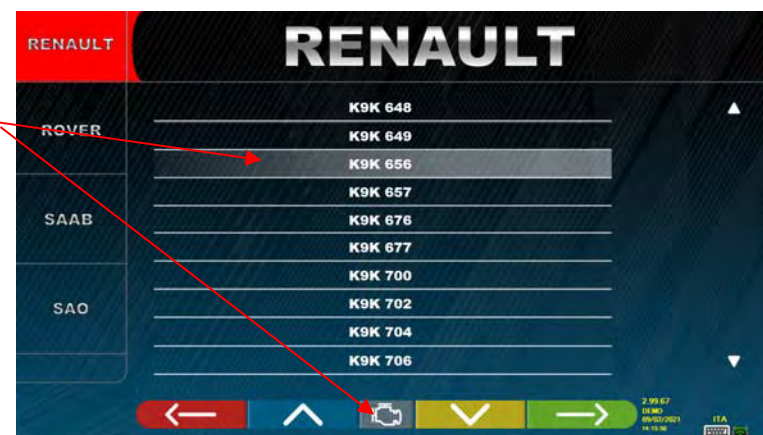 RENAULT
RENAULT
ROVER
SAAB
SAO
K9K 648
K9K 649
K9K 656
K9K 657
K9K 676
K9K 677
K9K 700
K9K 702
K9K 704
K9K 706
2.99.67
DEMO
09/02/2021
ITA